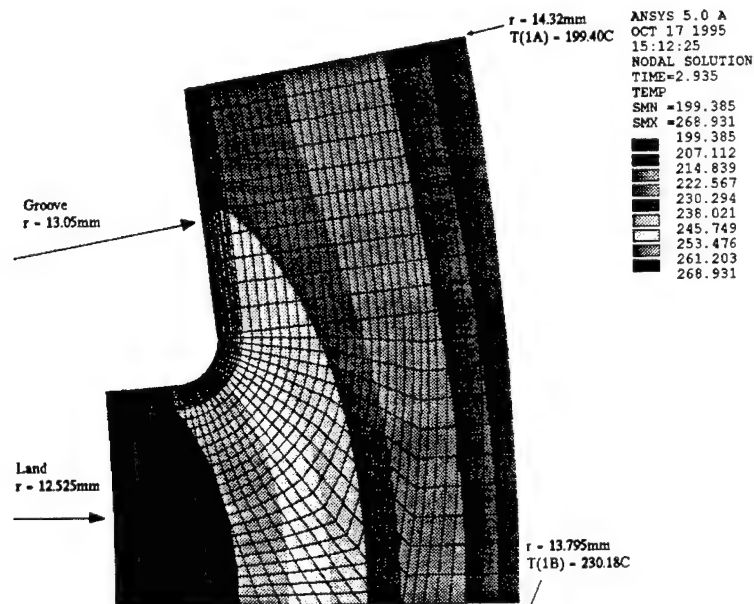 r = 14.32mm
T(1A) = 199.40C
ANSYS 5.0 A
OCT 17 1995
15:12:25
NODAL SOLUTION
TIME=2.935
TEMP
SMN =199.385
SMX =268.931
199.385
207.112
214.839
222.567
230.294
238.021
245.749
253.476
261.203
268.931
Groove
r = 13.05mm
Land
r = 12.525mm
r = 13.795mm
T(1B) = 230.18C